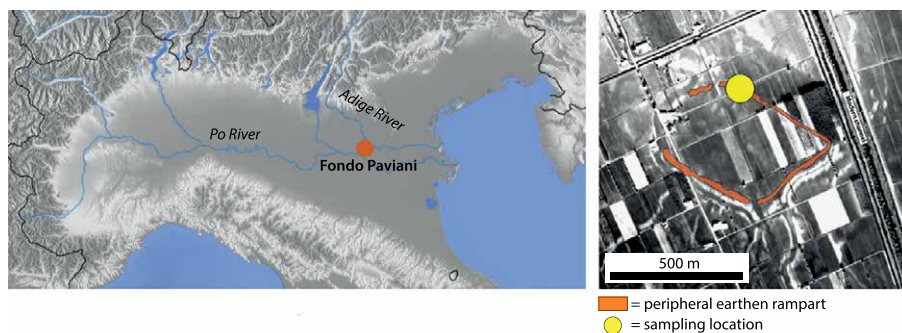 Adige River
Po River
Fondo Paviani
500 m
= peripheral earthen rampart
= sampling location